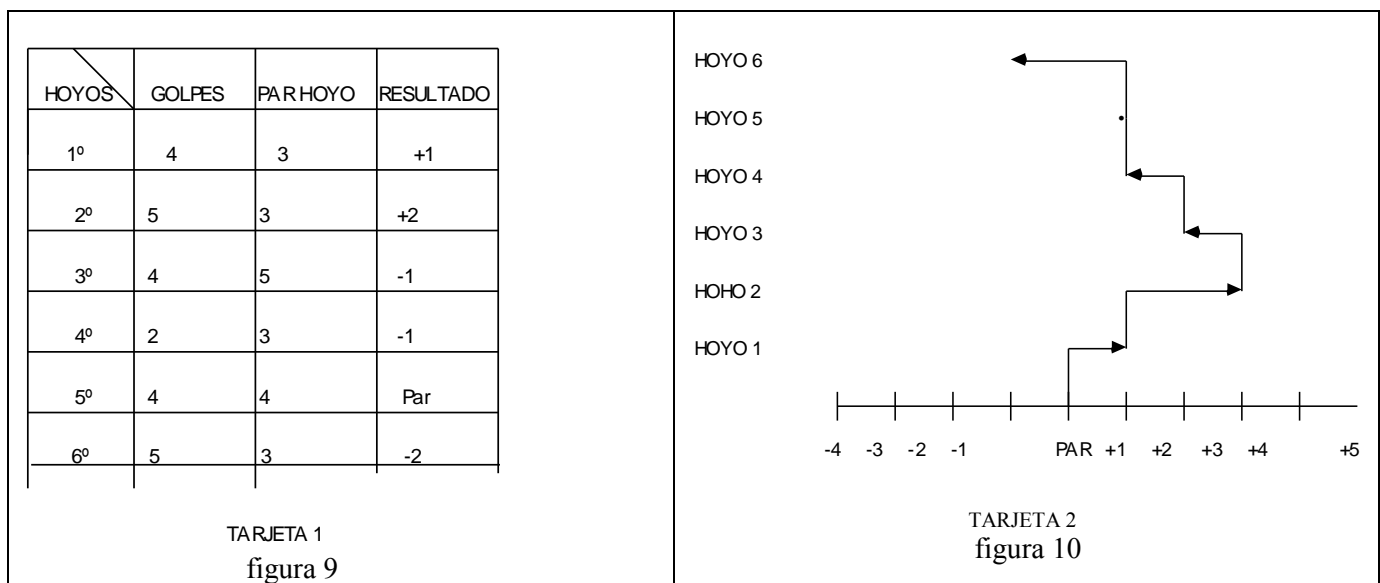 HOYOS GOLPES PAR HOYO RESULTADO
1º 4 3 +1
2º 5 3 +2
3º 4 5 -1
4º 2 3 -1
5º 4 4 Par
6º 5 3 -2
TARJETA 1
figura 9
HOYO 6
HOYO 5
HOYO 4
HOYO 3
HOHO 2
HOYO 1
-4 -3 -2 -1 PAR +1 +2 +3 +4 +5
TARJETA 2
figura 10